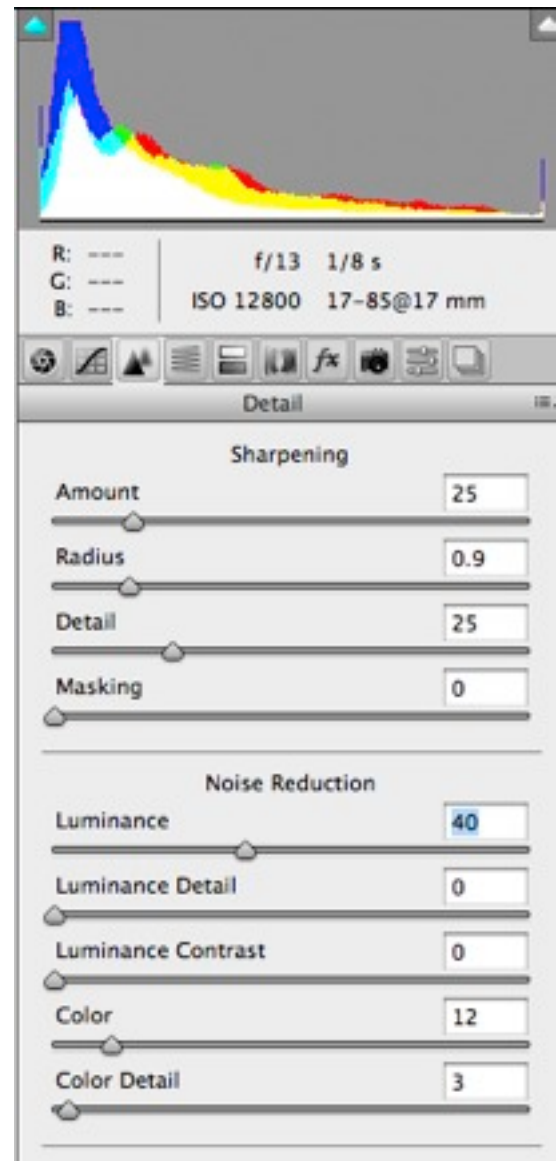 R: ---
G: ---
B: ---
f/13 1/8 s
ISO 12800 17-85@17 mm
fx
Detail
Sharpening
Amount 25
Radius 0.9
Detail 25
Masking 0
Noise Reduction
Luminance 40
Luminance Detail 0
Luminance Contrast 0
Color 12
Color Detail 3